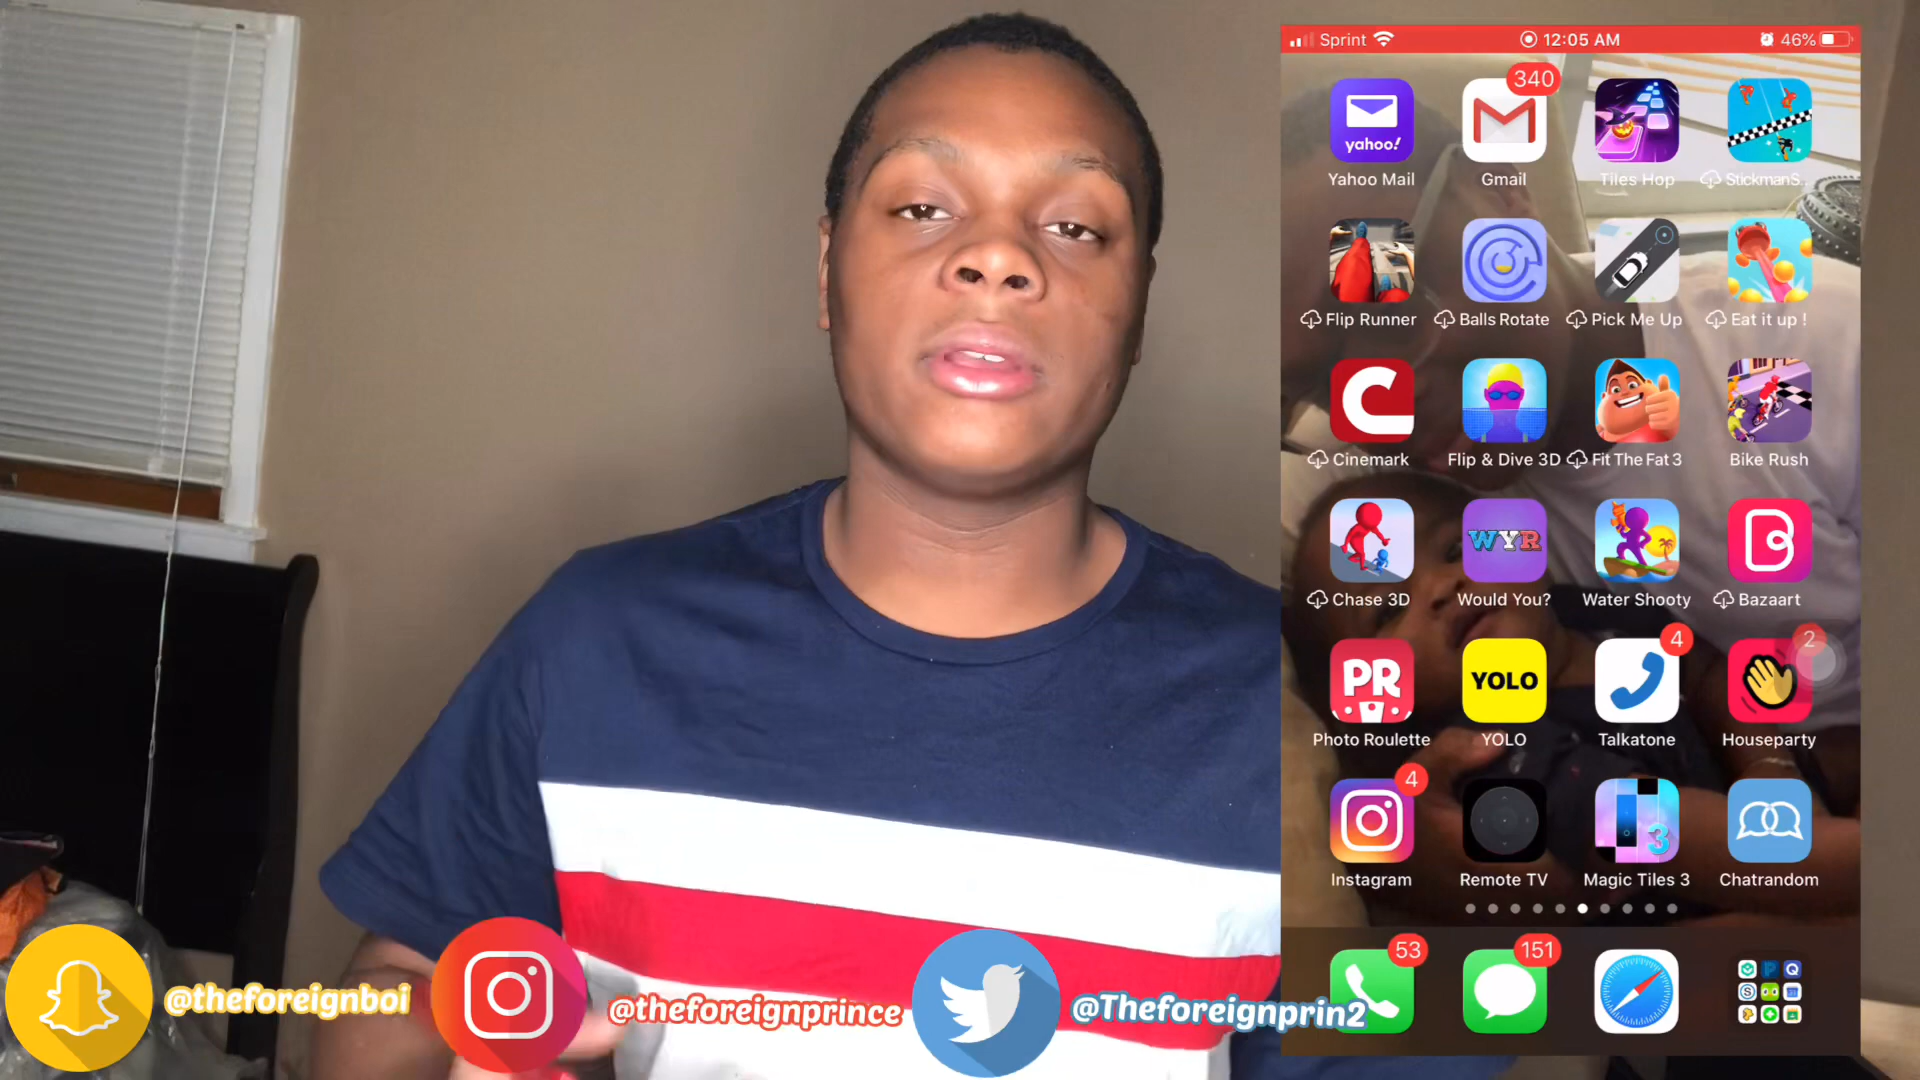 Sprint 12:05 AM 46%
340
yahoo!
Yahoo Mail Gmail Tiles Hop StickmanS..
Flip Runner Balls Rotate Pick Me Up Eat it up !
C
Cinemark Flip & Dive 3D Fit The Fat 3 Bike Rush
WYR
Chase 3D Would You? Water Shooty Bazaart
4 2
PR YOLO
Photo Roulette YOLO Talkatone Houseparty
4
3
Instagram Remote TV Magic Tiles 3 Chatrandom
53 151
@theforeignboi @theforeignprince @Theforeignprin2